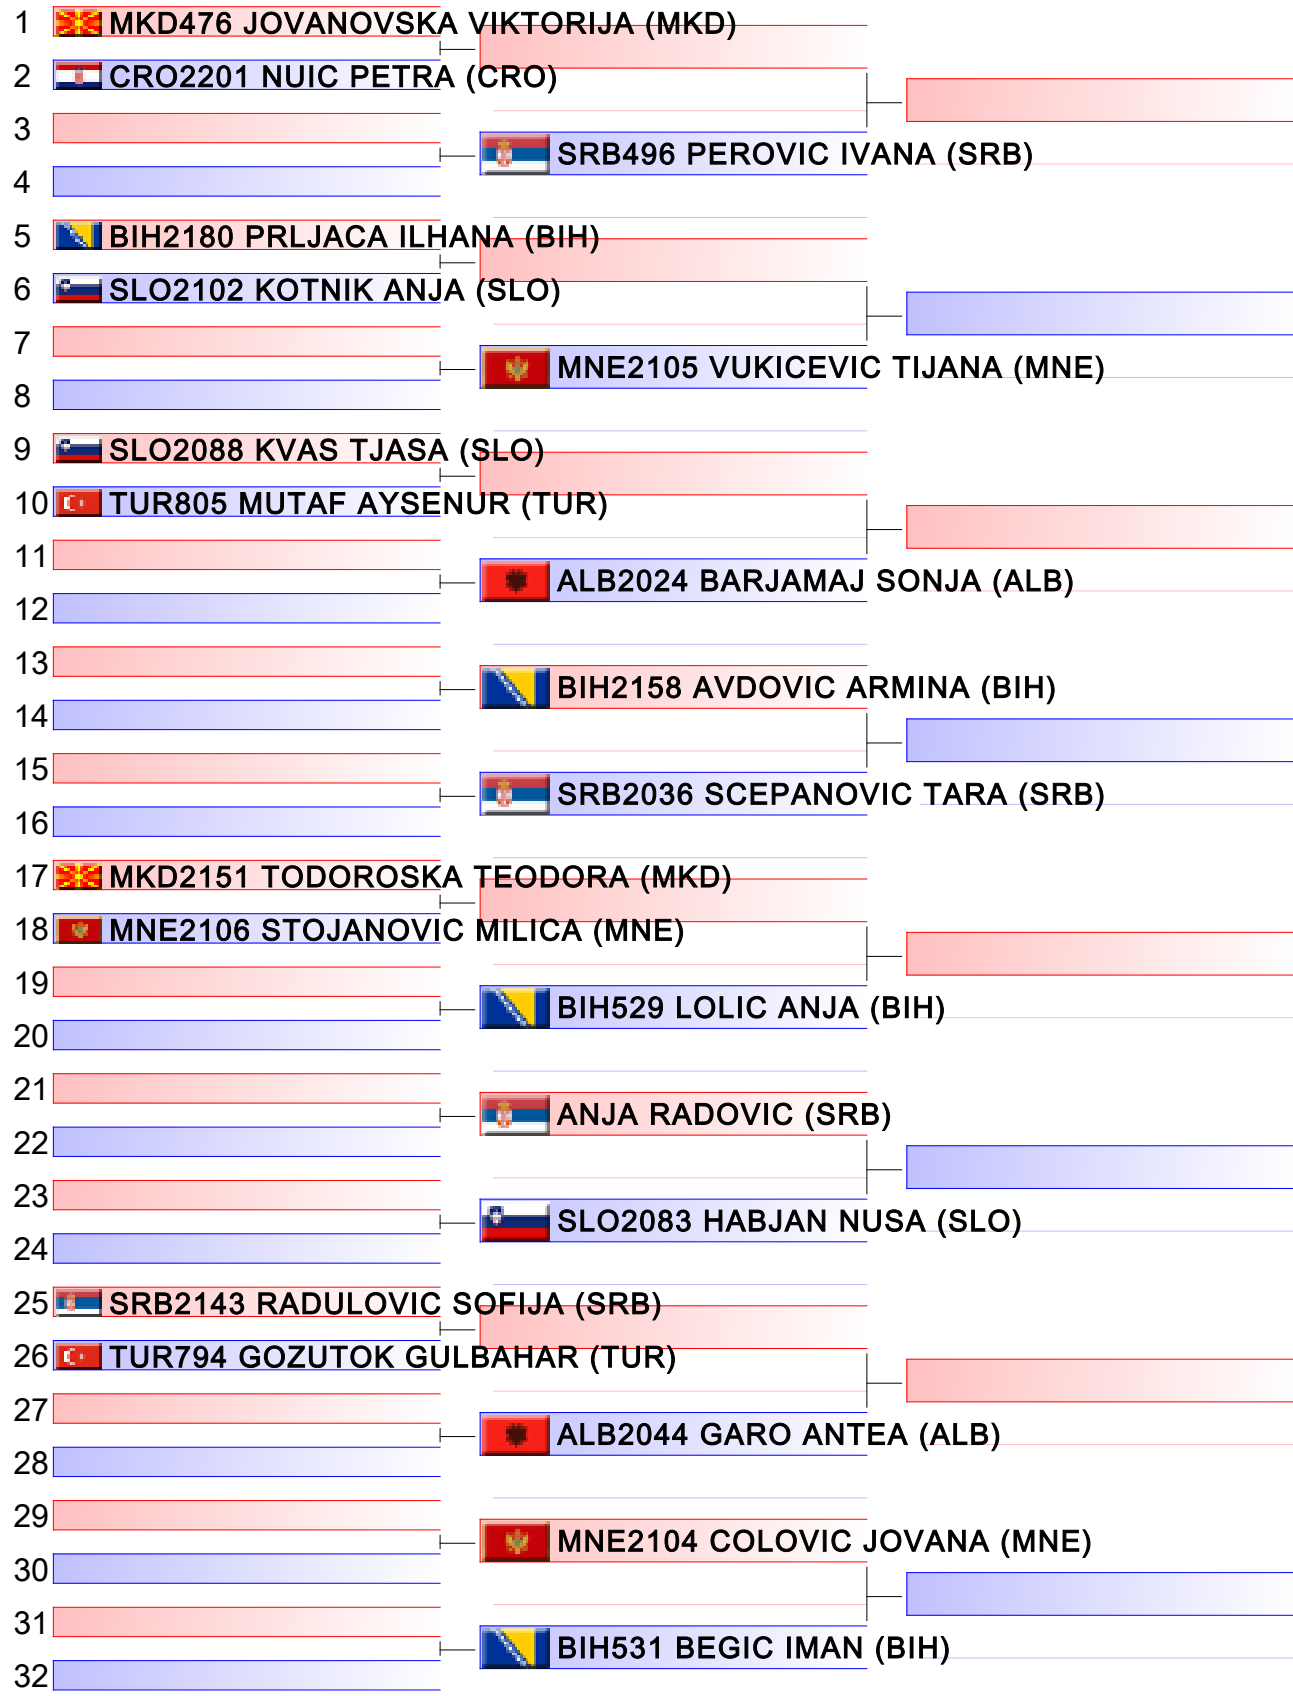 1 MKD476 JOVANOVSKA VIKTORIJA (MKD)
2 CRO2201 NUIC PETRA (CRO)
3
SRB496 PEROVIC IVANA (SRB)
4
5 BIH2180 PRLJACA ILHANA (BIH)
6 SLO2102 KOTNIK ANJA (SLO)
7
MNE2105 VUKICEVIC TIJANA (MNE)
8
9 SLO2088 KVAS TJASA (SLO)
10 TUR805 MUTAF AYSENUR (TUR)
11
ALB2024 BARJAMAJ SONJA (ALB)
12
13
BIH2158 AVDOVIC ARMINA (BIH)
14
15
SRB2036 SCEPANOVIC TARA (SRB)
16
17 MKD2151 TODOROSKA TEODORA (MKD)
18 MNE2106 STOJANOVIC MILICA (MNE)
19
BIH529 LOLIC ANJA (BIH)
20
21
ANJA RADOVIC (SRB)
22
23
SLO2083 HABJAN NUSA (SLO)
24
25 SRB2143 RADULOVIC SOFIJA (SRB)
26 TUR794 GOZUTOK GULBAHAR (TUR)
27
ALB2044 GARO ANTEA (ALB)
28
29
MNE2104 COLOVIC JOVANA (MNE)
30
31
BIH531 BEGIC IMAN (BIH)
32